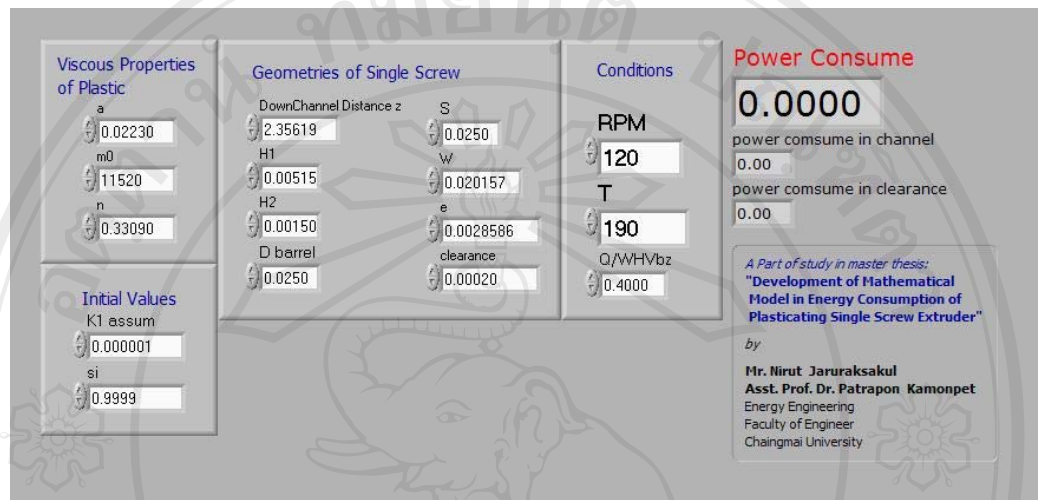 Viscous Properties
of Plastic
a
0.02230
m0
11520
n
0.33090
Initial Values
K1 assum
0.000001
si
0.9999
Geometries of Single Screw
DownChannel Distance z
2.35619
H1
0.00515
H2
0.00150
D barrel
0.0250
S
0.0250
W
0.020157
e
0.0028586
clearance
0.00020
Conditions
RPM
120
T
190
Q/WHVbz
0.4000
Power Consume
0.0000
power comsume in channel
0.00
power comsume in clearance
0.00
A Part of study in master thesis:
"Development of Mathematical
Model in Energy Consumption of
Plasticating Single Screw Extruder"
by
Mr. Nirut Jaruraksakul
Asst. Prof. Dr. Patrapon Kamonpet
Energy Engineering
Faculty of Engineer
Chaingmai University